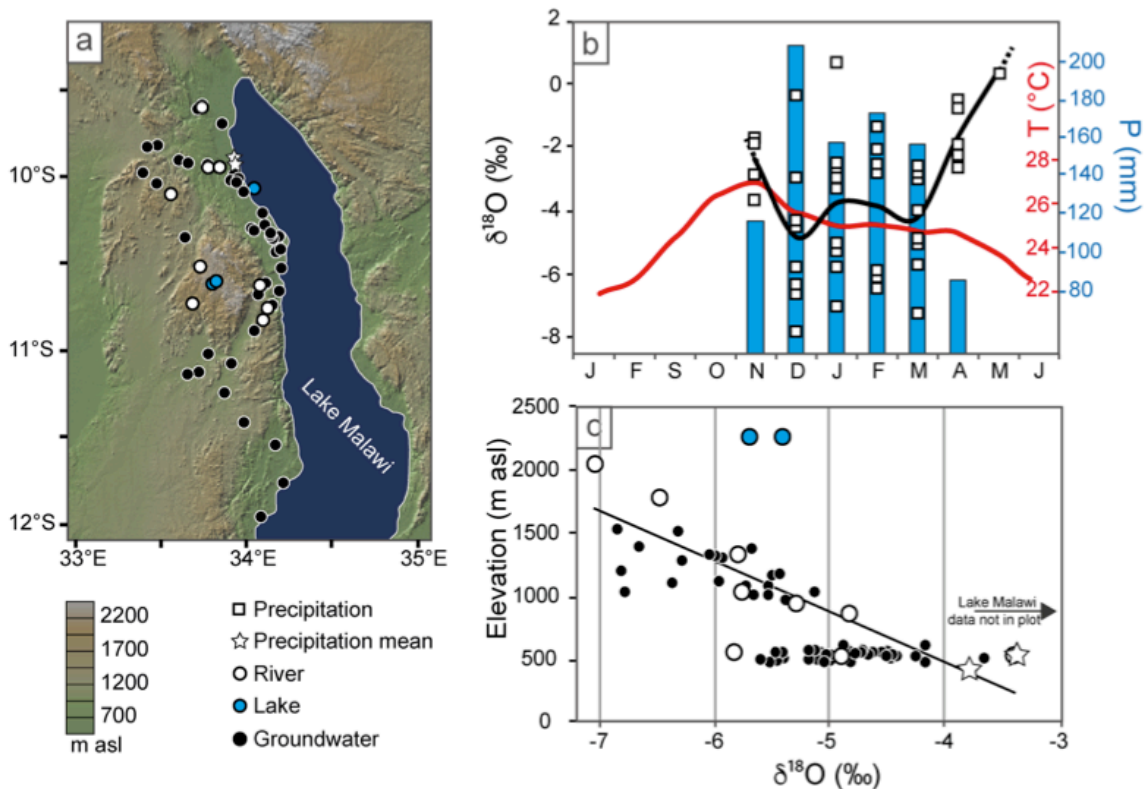 a
10°S
11°S
12°S
33°E
34°E
35°E
Lake Malawi
2200
1700
1200
700
m asl
Precipitation
Precipitation mean
River
Lake
Groundwater
b
2
0
-2
-4
-6
-8
δ¹⁸O (‰)
J F S O N D J F M A M J
28
26
24
22
T (°C)
200
180
160
140
120
100
80
P (mm)
c
2500
2000
1500
1000
500
0
Elevation (m asl)
Lake Malawi
data not in plot
-7 -6 -5 -4 -3
δ¹⁸O (‰)